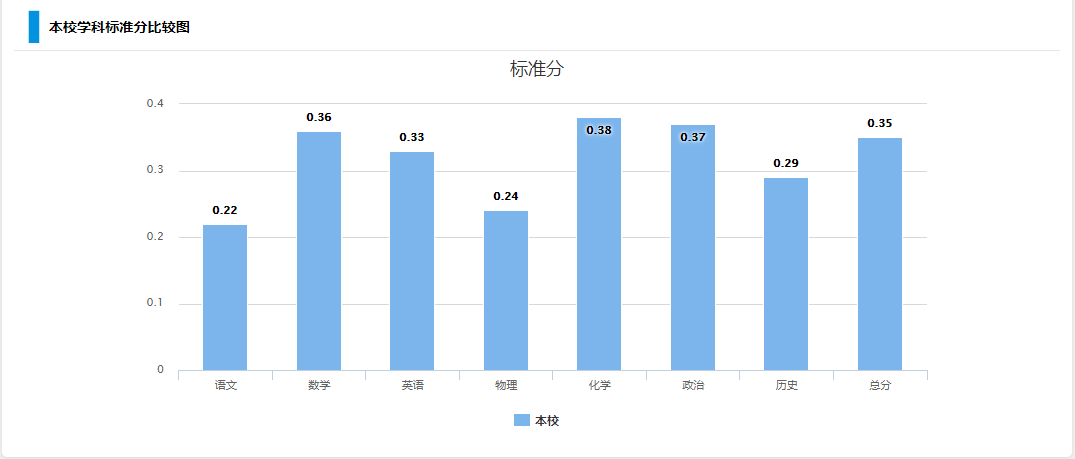 本校学科标准分比较图
标准分
0.4
0.3
0.2
0.1
0
0.22
0.36
0.33
0.24
0.38
0.37
0.29
0.35
语文
数学
英语
物理
化学
政治
历史
总分
本校